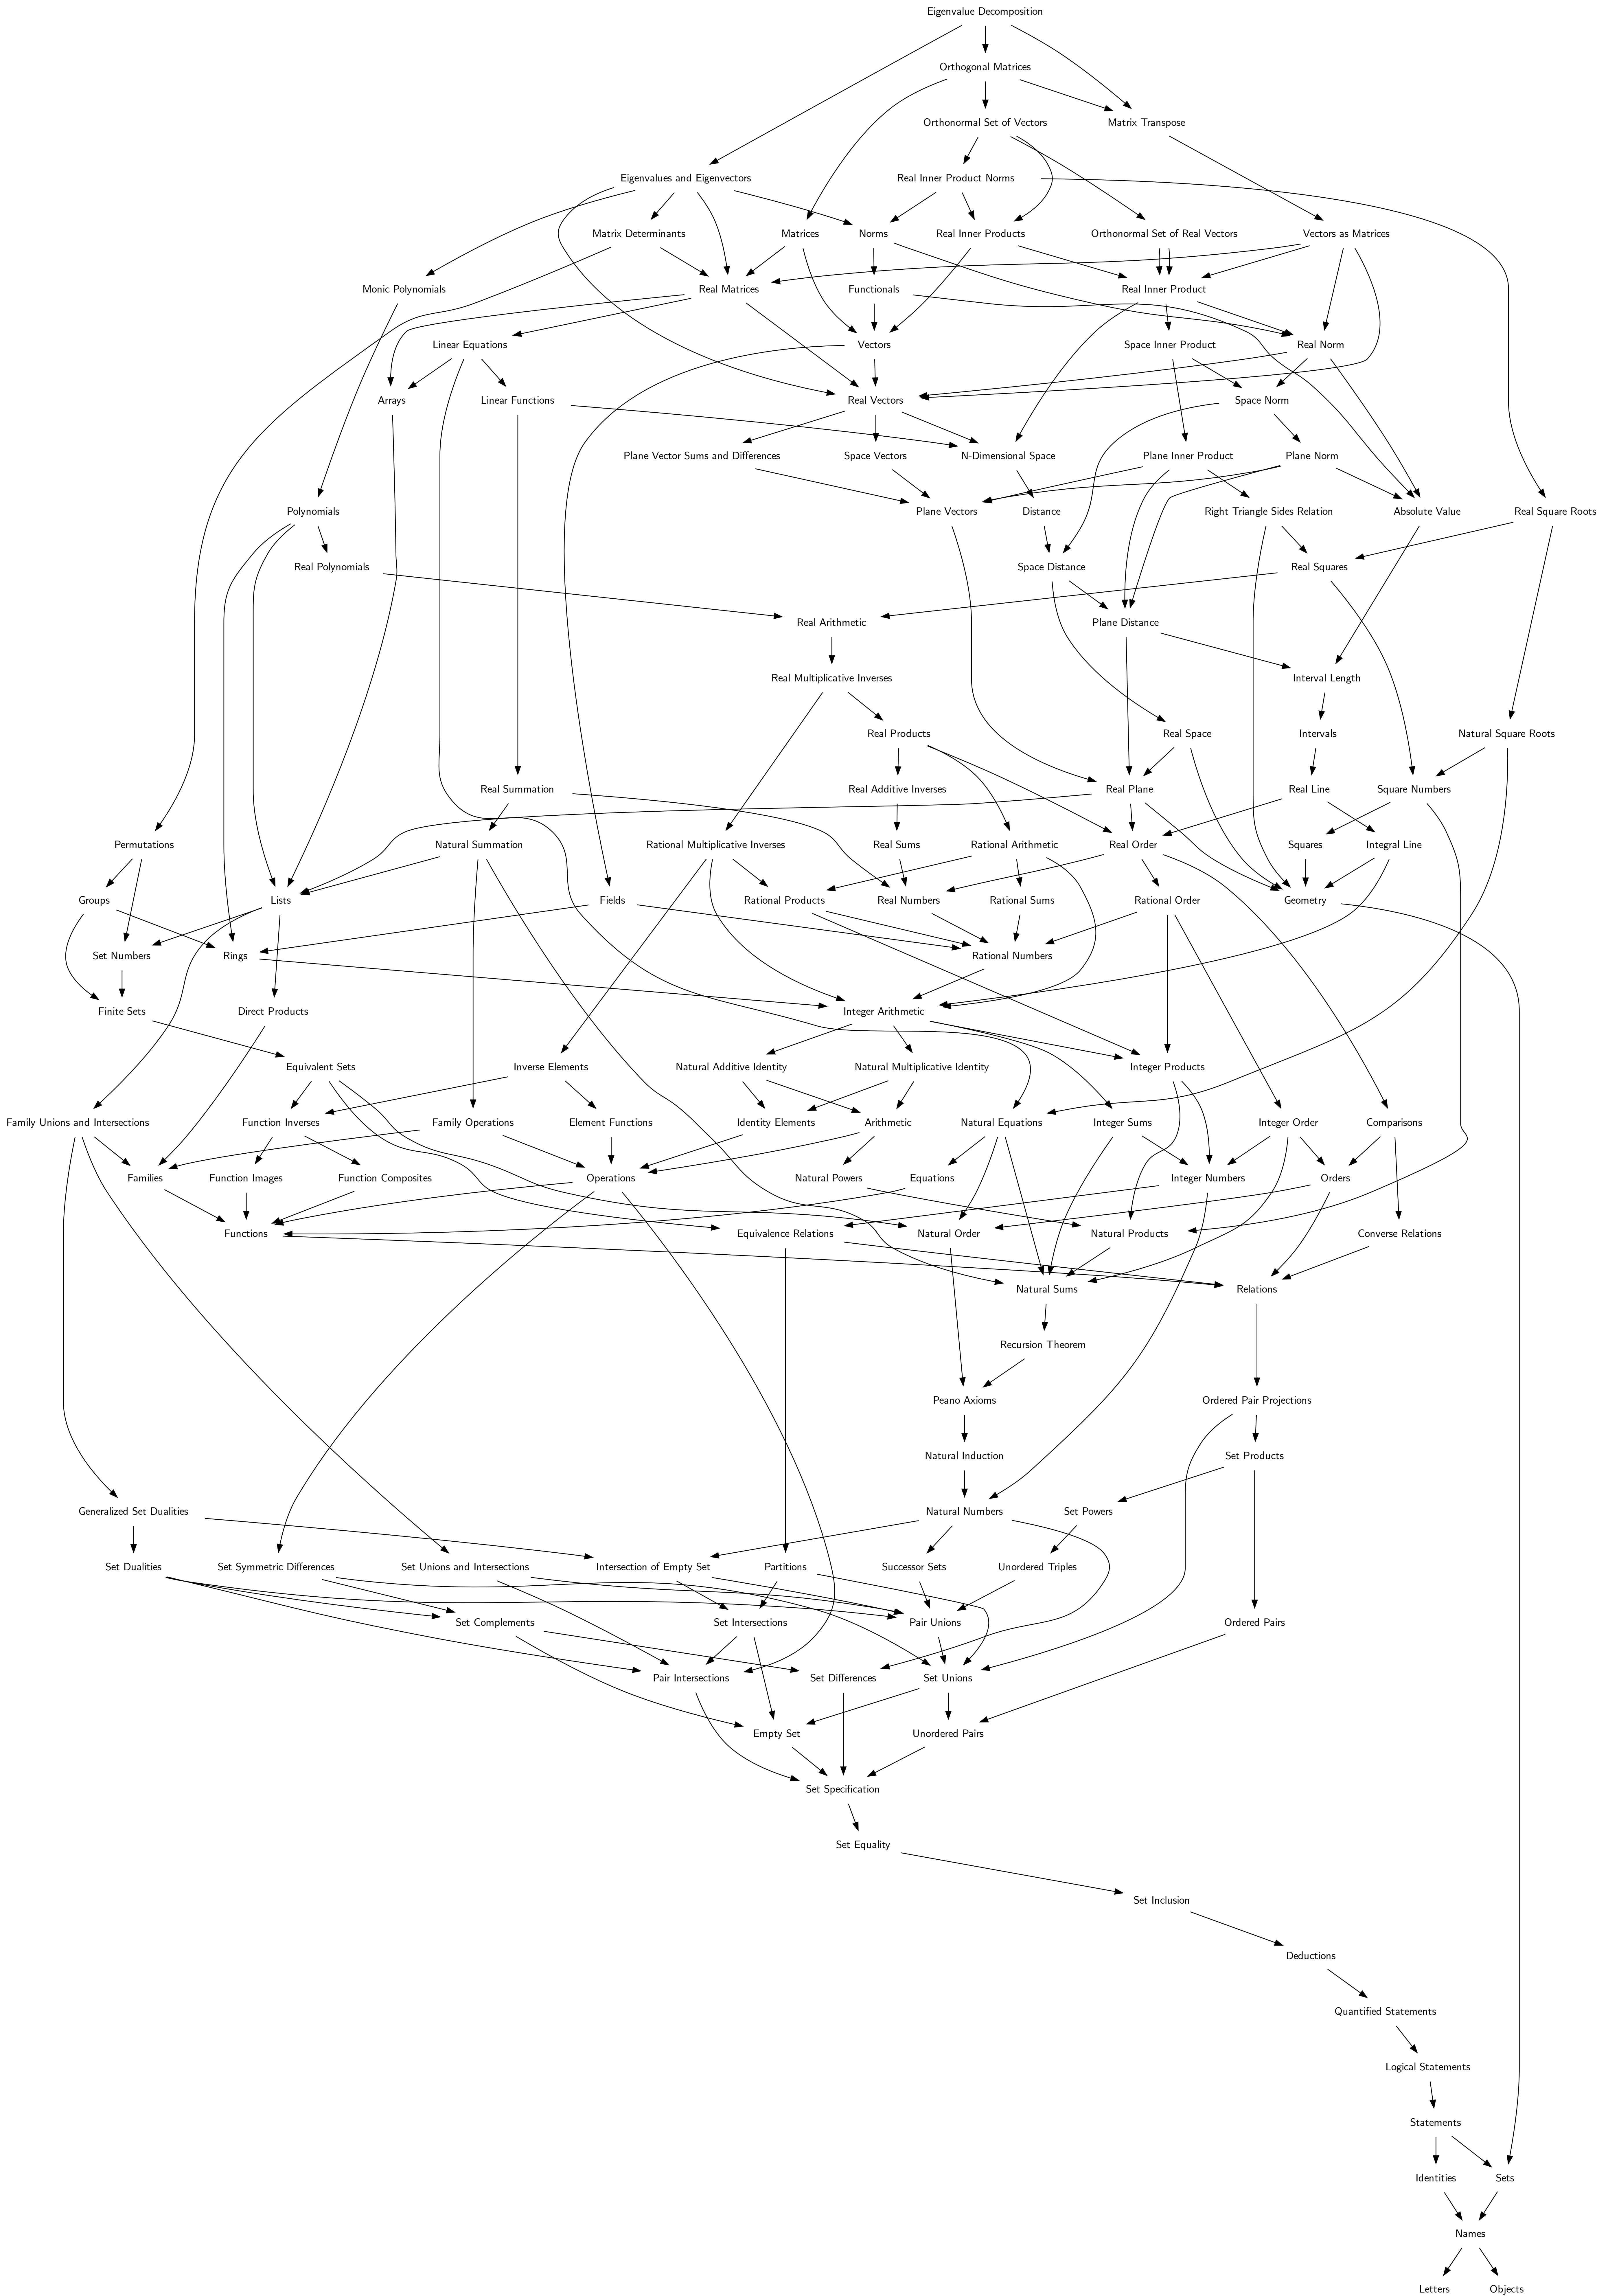 Eigenvalue Decomposition
Orthogonal Matrices
Orthonormal Set of Vectors
Matrix Transpose
Eigenvalues and Eigenvectors
Real Inner Product Norms
Matrix Determinants
Matrices
Norms
Real Inner Products
Orthonormal Set of Real Vectors
Vectors as Matrices
Monic Polynomials
Real Matrices
Functionals
Real Inner Product
Linear Equations
Vectors
Space Inner Product
Real Norm
Arrays
Linear Functions
Real Vectors
Space Norm
Plane Vector Sums and Differences
Space Vectors
N-Dimensional Space
Plane Inner Product
Plane Norm
Polynomials
Plane Vectors
Distance
Right Triangle Sides Relation
Absolute Value
Real Square Roots
Real Polynomials
Space Distance
Real Squares
Real Arithmetic
Plane Distance
Real Multiplicative Inverses
Interval Length
Real Products
Real Space
Intervals
Natural Square Roots
Real Summation
Real Additive Inverses
Real Plane
Real Line
Square Numbers
Permutations
Natural Summation
Rational Multiplicative Inverses
Real Sums
Rational Arithmetic
Real Order
Squares
Integral Line
Groups
Lists
Fields
Rational Products
Real Numbers
Rational Sums
Rational Order
Geometry
Set Numbers
Rings
Rational Numbers
Finite Sets
Direct Products
Integer Arithmetic
Equivalent Sets
Inverse Elements
Natural Additive Identity
Natural Multiplicative Identity
Integer Products
Family Unions and Intersections
Function Inverses
Family Operations
Element Functions
Identity Elements
Arithmetic
Natural Equations
Integer Sums
Integer Order
Comparisons
Families
Function Images
Function Composites
Operations
Natural Powers
Equations
Integer Numbers
Orders
Functions
Equivalence Relations
Natural Order
Natural Products
Converse Relations
Natural Sums
Relations
Recursion Theorem
Peano Axioms
Ordered Pair Projections
Natural Induction
Set Products
Generalized Set Dualities
Natural Numbers
Set Powers
Set Dualities
Set Symmetric Differences
Set Unions and Intersections
Intersection of Empty Set
Partitions
Successor Sets
Unordered Triples
Set Complements
Set Intersections
Pair Unions
Ordered Pairs
Pair Intersections
Set Differences
Set Unions
Empty Set
Unordered Pairs
Set Specification
Set Equality
Set Inclusion
Deductions
Quantified Statements
Logical Statements
Statements
Identities
Sets
Names
Letters
Objects